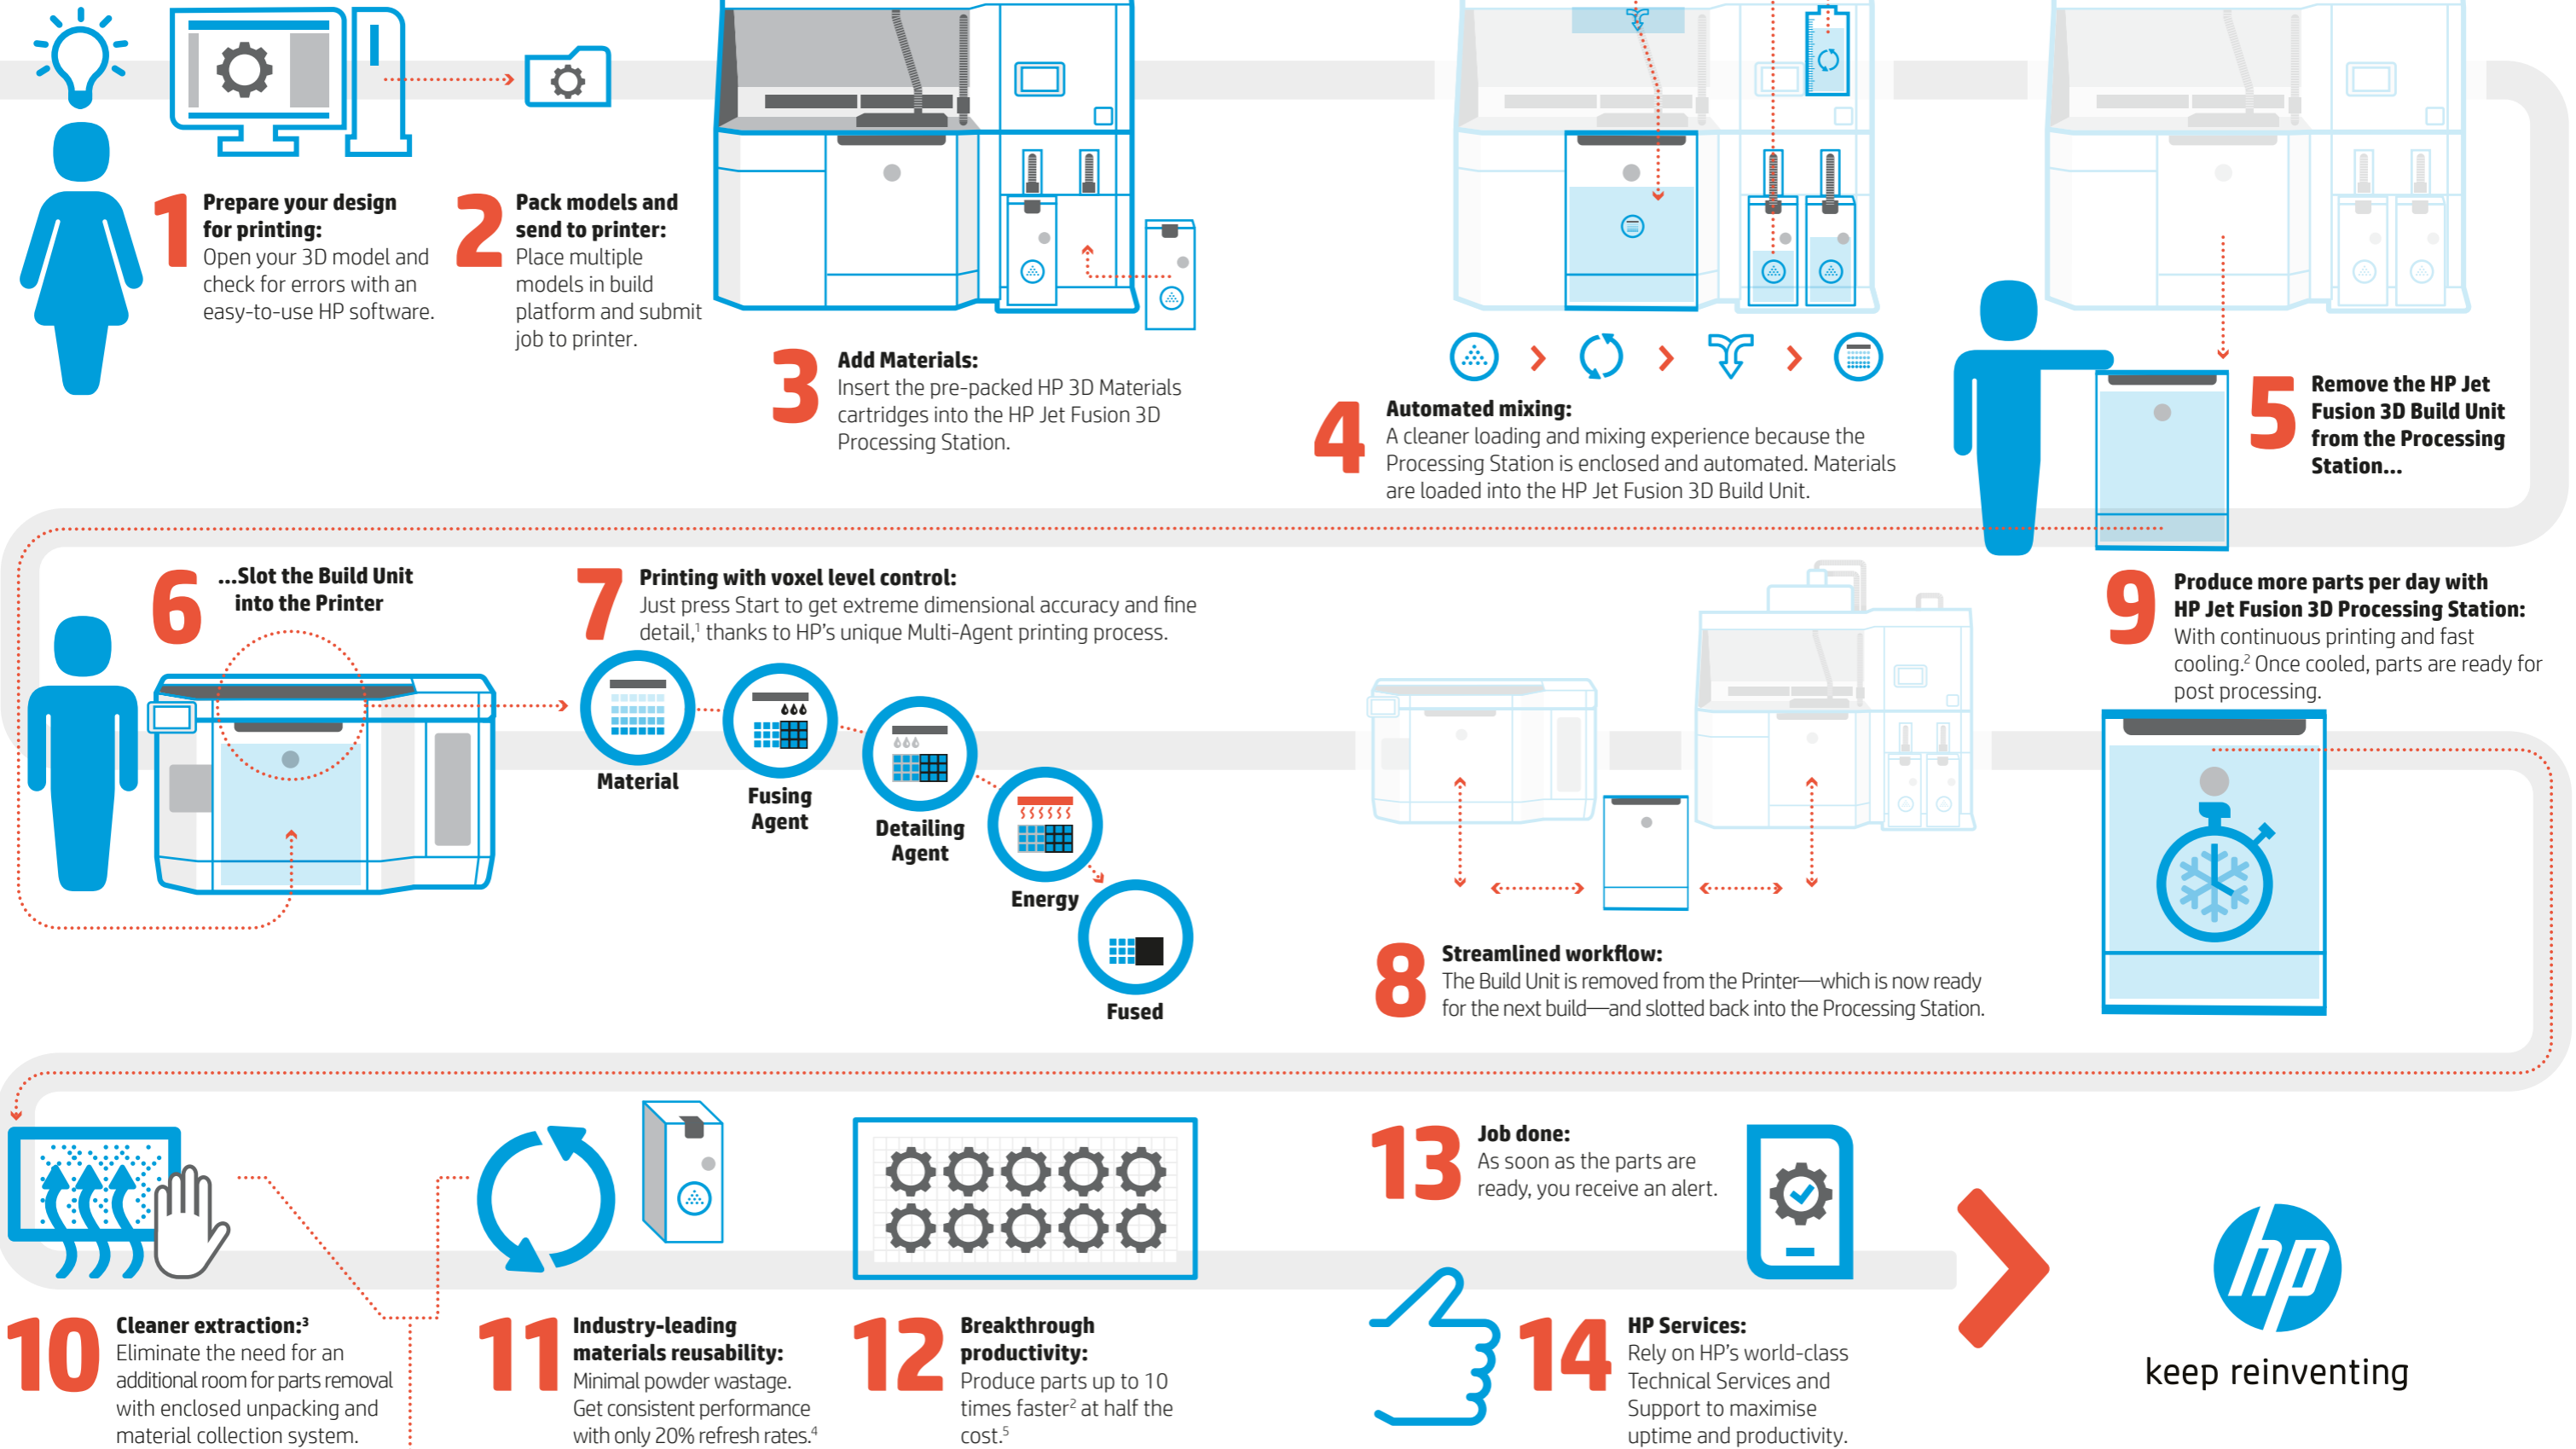 1
Prepare your design
for printing:
Open your 3D model and
check for errors with an
easy-to-use HP software.
2
Pack models and
send to printer:
Place multiple
models in build
platform and submit
job to printer.
3
Add Materials:
Insert the pre-packed HP 3D Materials
cartridges into the HP Jet Fusion 3D
Processing Station.
4
Automated mixing:
A cleaner loading and mixing experience because the
Processing Station is enclosed and automated. Materials
are loaded into the HP Jet Fusion 3D Build Unit.
5
Remove the HP Jet
Fusion 3D Build Unit
from the Processing
Station...
6
...Slot the Build Unit
into the Printer
7
Printing with voxel level control:
Just press Start to get extreme dimensional accuracy and fine
detail,¹ thanks to HP's unique Multi-Agent printing process.
Material
Fusing
Agent
Detailing
Agent
Energy
Fused
8
Streamlined workflow:
The Build Unit is removed from the Printer—which is now ready
for the next build—and slotted back into the Processing Station.
9
Produce more parts per day with
HP Jet Fusion 3D Processing Station:
With continuous printing and fast
cooling.² Once cooled, parts are ready for
post processing.
10
Cleaner extraction:³
Eliminate the need for an
additional room for parts removal
with enclosed unpacking and
material collection system.
11
Industry-leading
materials reusability:
Minimal powder wastage.
Get consistent performance
with only 20% refresh rates.⁴
12
Breakthrough
productivity:
Produce parts up to 10
times faster² at half the
cost.⁵
13
Job done:
As soon as the parts are
ready, you receive an alert.
14
HP Services:
Rely on HP's world-class
Technical Services and
Support to maximise
uptime and productivity.
hp
keep reinventing